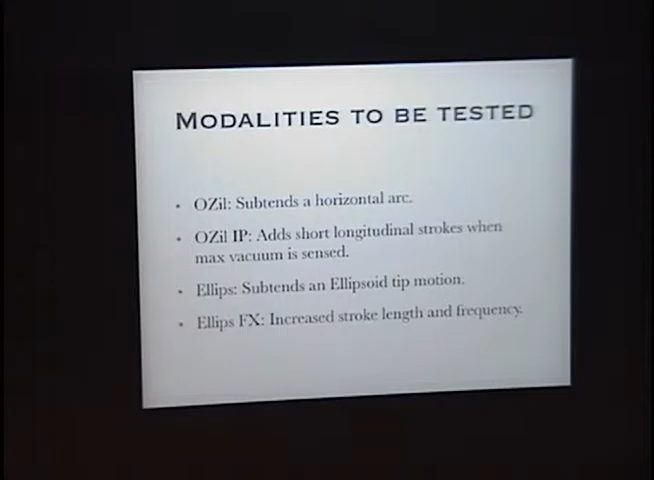 MODALITIES TO BE TESTED
• OZil: Subtends a horizontal arc.
• OZil IP: Adds short longitudinal strokes when
max vacuum is sensed.
• Ellips: Subtends an Ellipsoid tip motion.
• Ellips FX: Increased stroke length and frequency.